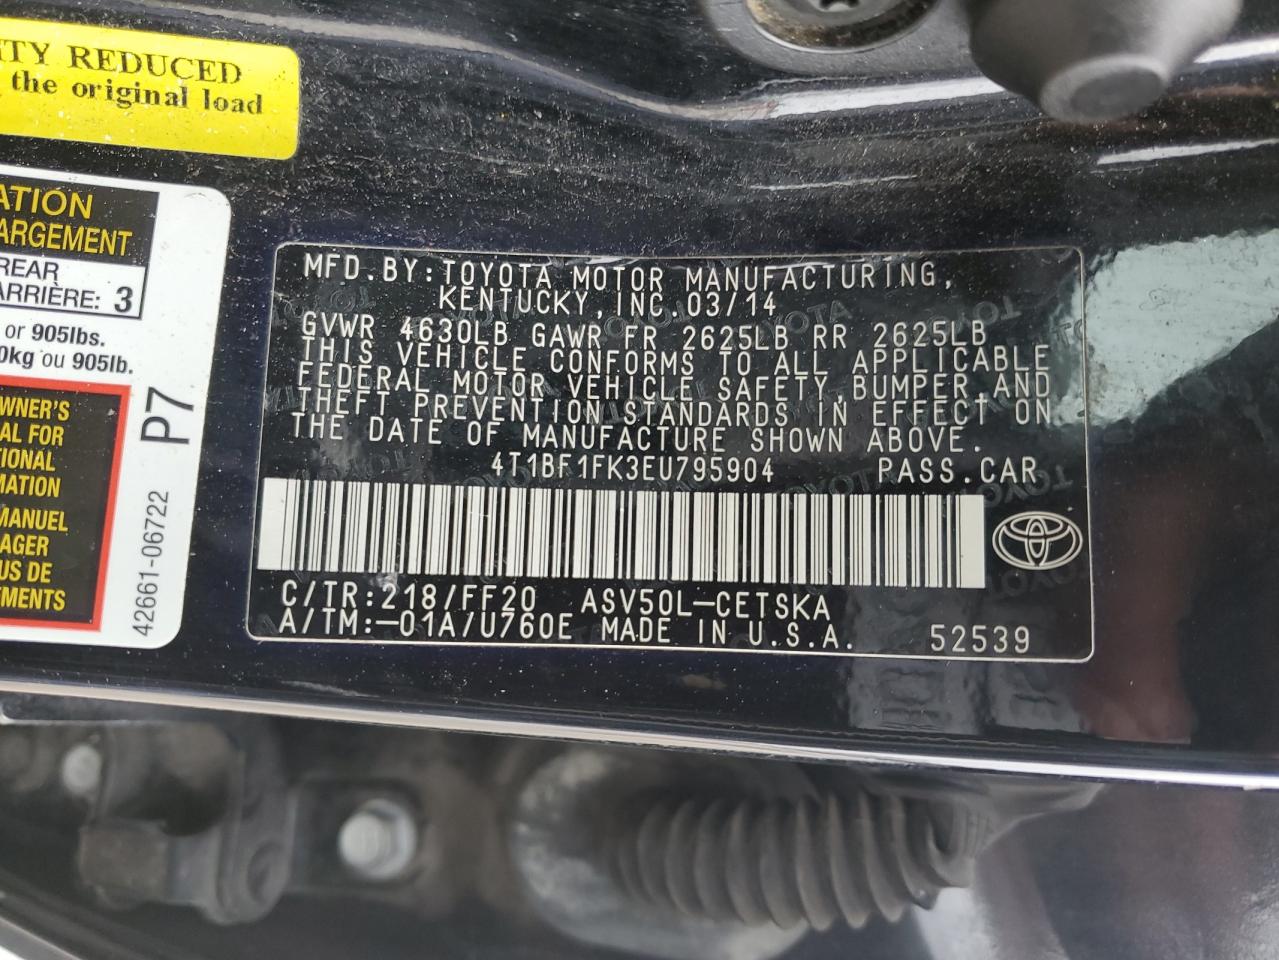 ITY REDUCED
the original load
ATION
ARGEMENT
REAR
ARRIÈRE: 3
or 905lbs.
0kg ou 905lb.
WNER'S
AL FOR
TIONAL
MATION
MANUEL
AGER
US DE
EMENTS
P7
42661-06722
MFD.BY:TOYOTA MOTOR MANUFACTURING,
KENTUCKY, INC.03/14
GVWR 4630LB GAWR FR 2625LB RR 2625LB
THIS VEHICLE CONFORMS TO ALL APPLICABLE
FEDERAL MOTOR VEHICLE SAFETY,BUMPER,AND
THEFT PREVENTION STANDARDS IN EFFECT ON
THE DATE OF MANUFACTURE SHOWN ABOVE.
4T1BF1FK3EU795904 PASS.CAR
C/TR:218/FF20 ASV50L-CETSKA
A/TM:-01A/U760E MADE IN U.S.A. 52539